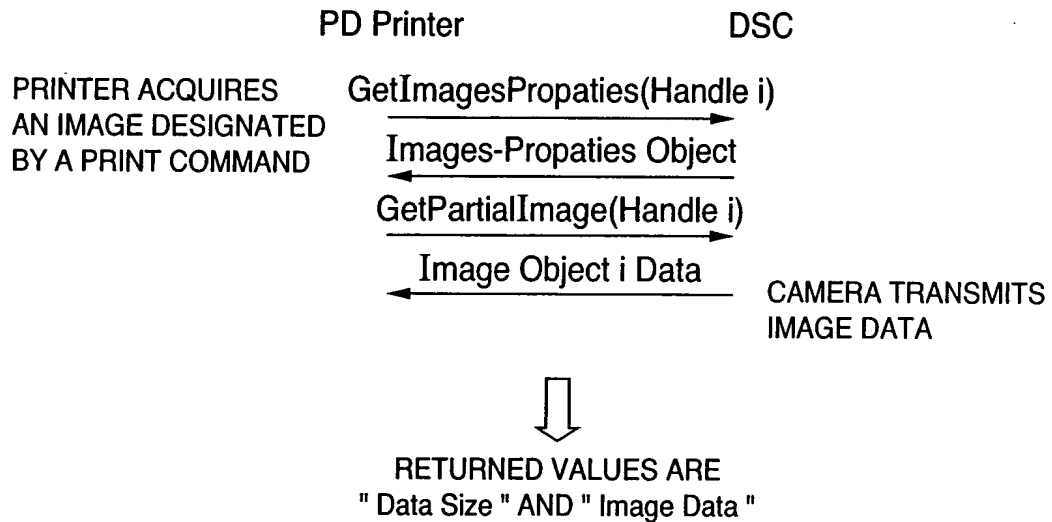 PD Printer DSC
PRINTER ACQUIRES
AN IMAGE DESIGNATED
BY A PRINT COMMAND
GetImagesPropaties(Handle i)
Images-Propaties Object
GetPartialImage(Handle i)
Image Object i Data
CAMERA TRANSMITS
IMAGE DATA
RETURNED VALUES ARE
" Data Size " AND " Image Data "